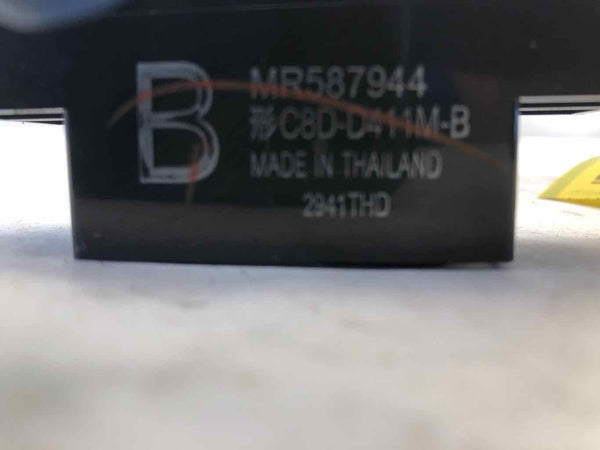 B
MR587944
形C8D-D411M-B
MADE IN THAILAND
2941THD